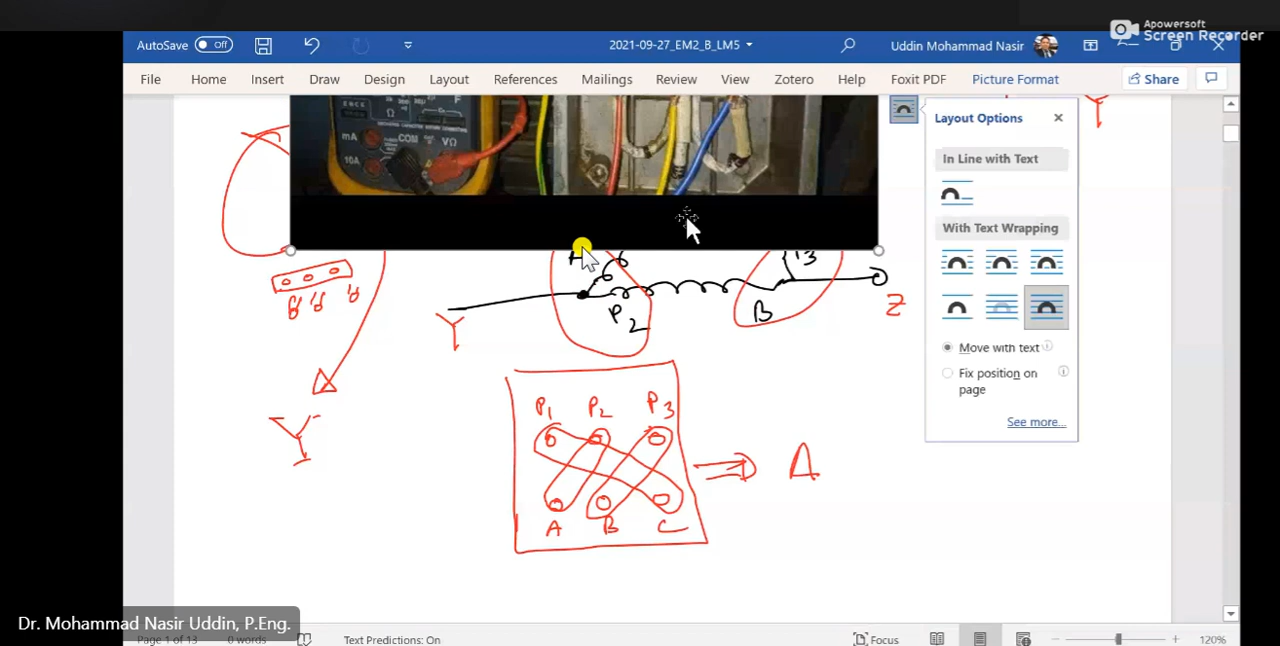 Apowersoft
Screen Recorder
AutoSave Off 2021-09-27_EM2_B_LM5 Uddin Mohammad Nasir
File Home Insert Draw Design Layout References Mailings Review View Zotero Help Foxit PDF Picture Format Share
Y
Layout Options
In Line with Text
With Text Wrapping
Move with text
Fix position on
page
See more...
mA
10A
COM
VΩ
Y
P2
B
Z
Y
P1 P2 P3
A B C
Δ
Dr. Mohammad Nasir Uddin, P.Eng.
Page 1 of 13 0 words Text Predictions: On Focus 120%